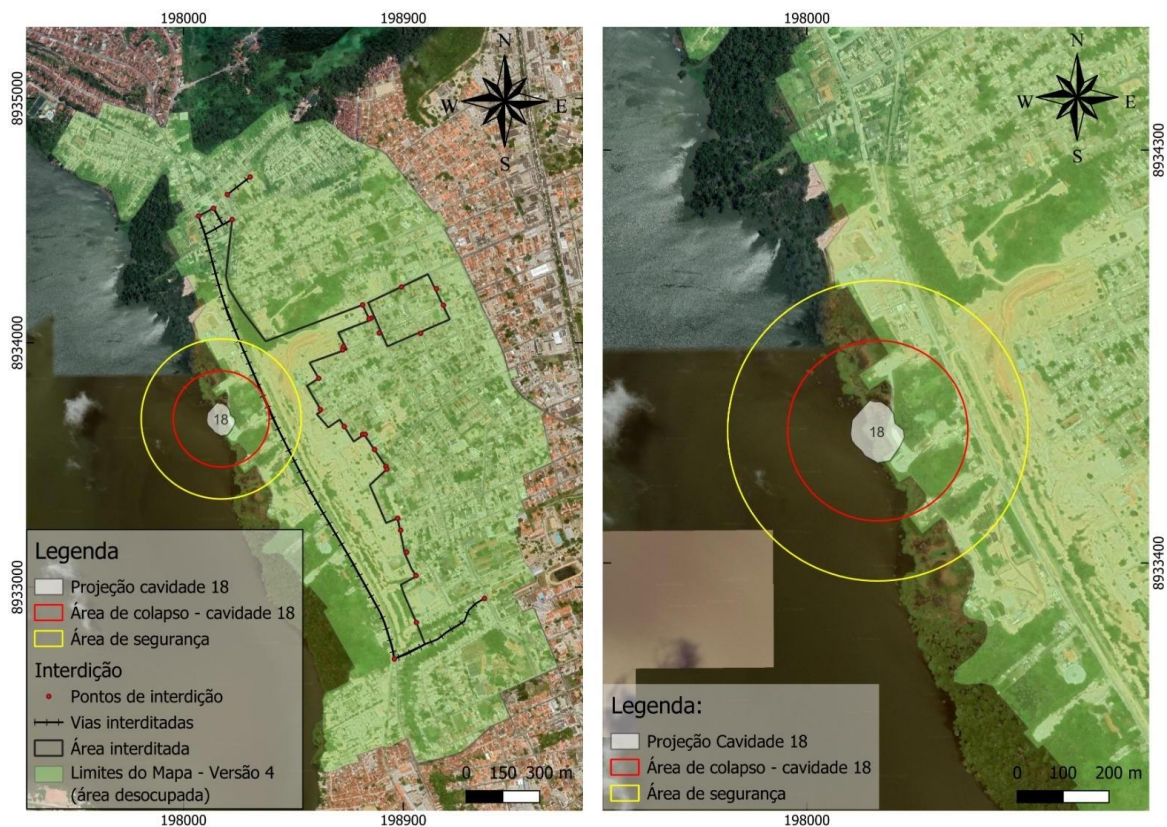 198000
198900
198000
8935000
8934000
8933000
N
W
E
S
18
Legenda
Projeção cavidade 18
Área de colapso - cavidade 18
Área de segurança
Interdição
Pontos de interdição
Vias interditadas
Área interditada
Limites do Mapa - Versão 4
(área desocupada)
0 150 300 m
198000
198900
N
W
E
S
8934300
8933400
18
Legenda:
Projeção Cavidade 18
Área de colapso - cavidade 18
Área de segurança
0 100 200 m
198000